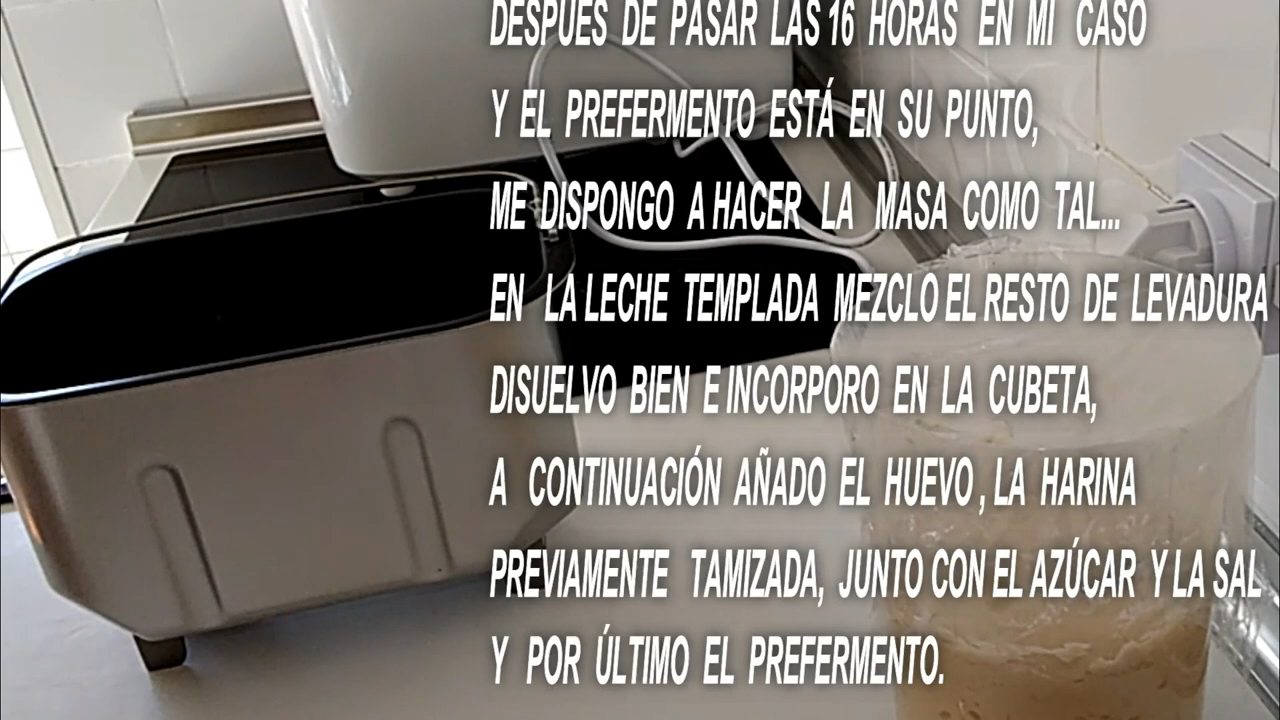 DESPUÉS DE PASAR LAS 16 HORAS EN MI CASO
Y EL PREFERMENTO ESTÁ EN SU PUNTO,
ME DISPONGO A HACER LA MASA COMO TAL...
EN LA LECHE TEMPLADA MEZCLO EL RESTO DE LEVADURA
DISUELVO BIEN E INCORPORO EN LA CUBETA,
A CONTINUACIÓN AÑADO EL HUEVO , LA HARINA
PREVIAMENTE TAMIZADA, JUNTO CON EL AZÚCAR Y LA SAL
Y POR ÚLTIMO EL PREFERMENTO.